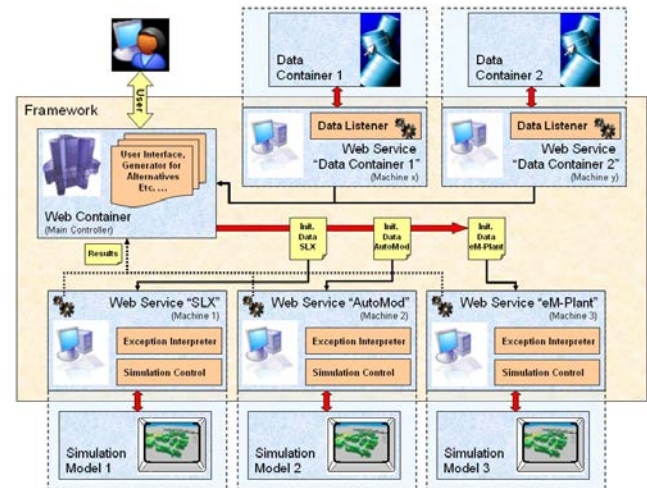 Data
Container 1
Data
Container 2
User
Framework
Data Listener
Web Service
"Data Container 1"
(Machine x)
Data Listener
Web Service
"Data Container 2"
(Machine y)
User Interface,
Generator for
Alternatives
Etc, ...
Web Container
(Main Controller)
Results
Init.
Data
SLX
Init.
Data
AutoMod
Init.
Data
eM-Plant
Web Service "SLX"
(Machine 1)
Exception Interpreter
Simulation Control
Web Service "AutoMod"
(Machine 2)
Exception Interpreter
Simulation Control
Web Service "eM-Plant"
(Machine 3)
Exception Interpreter
Simulation Control
Simulation
Model 1
Simulation
Model 2
Simulation
Model 3